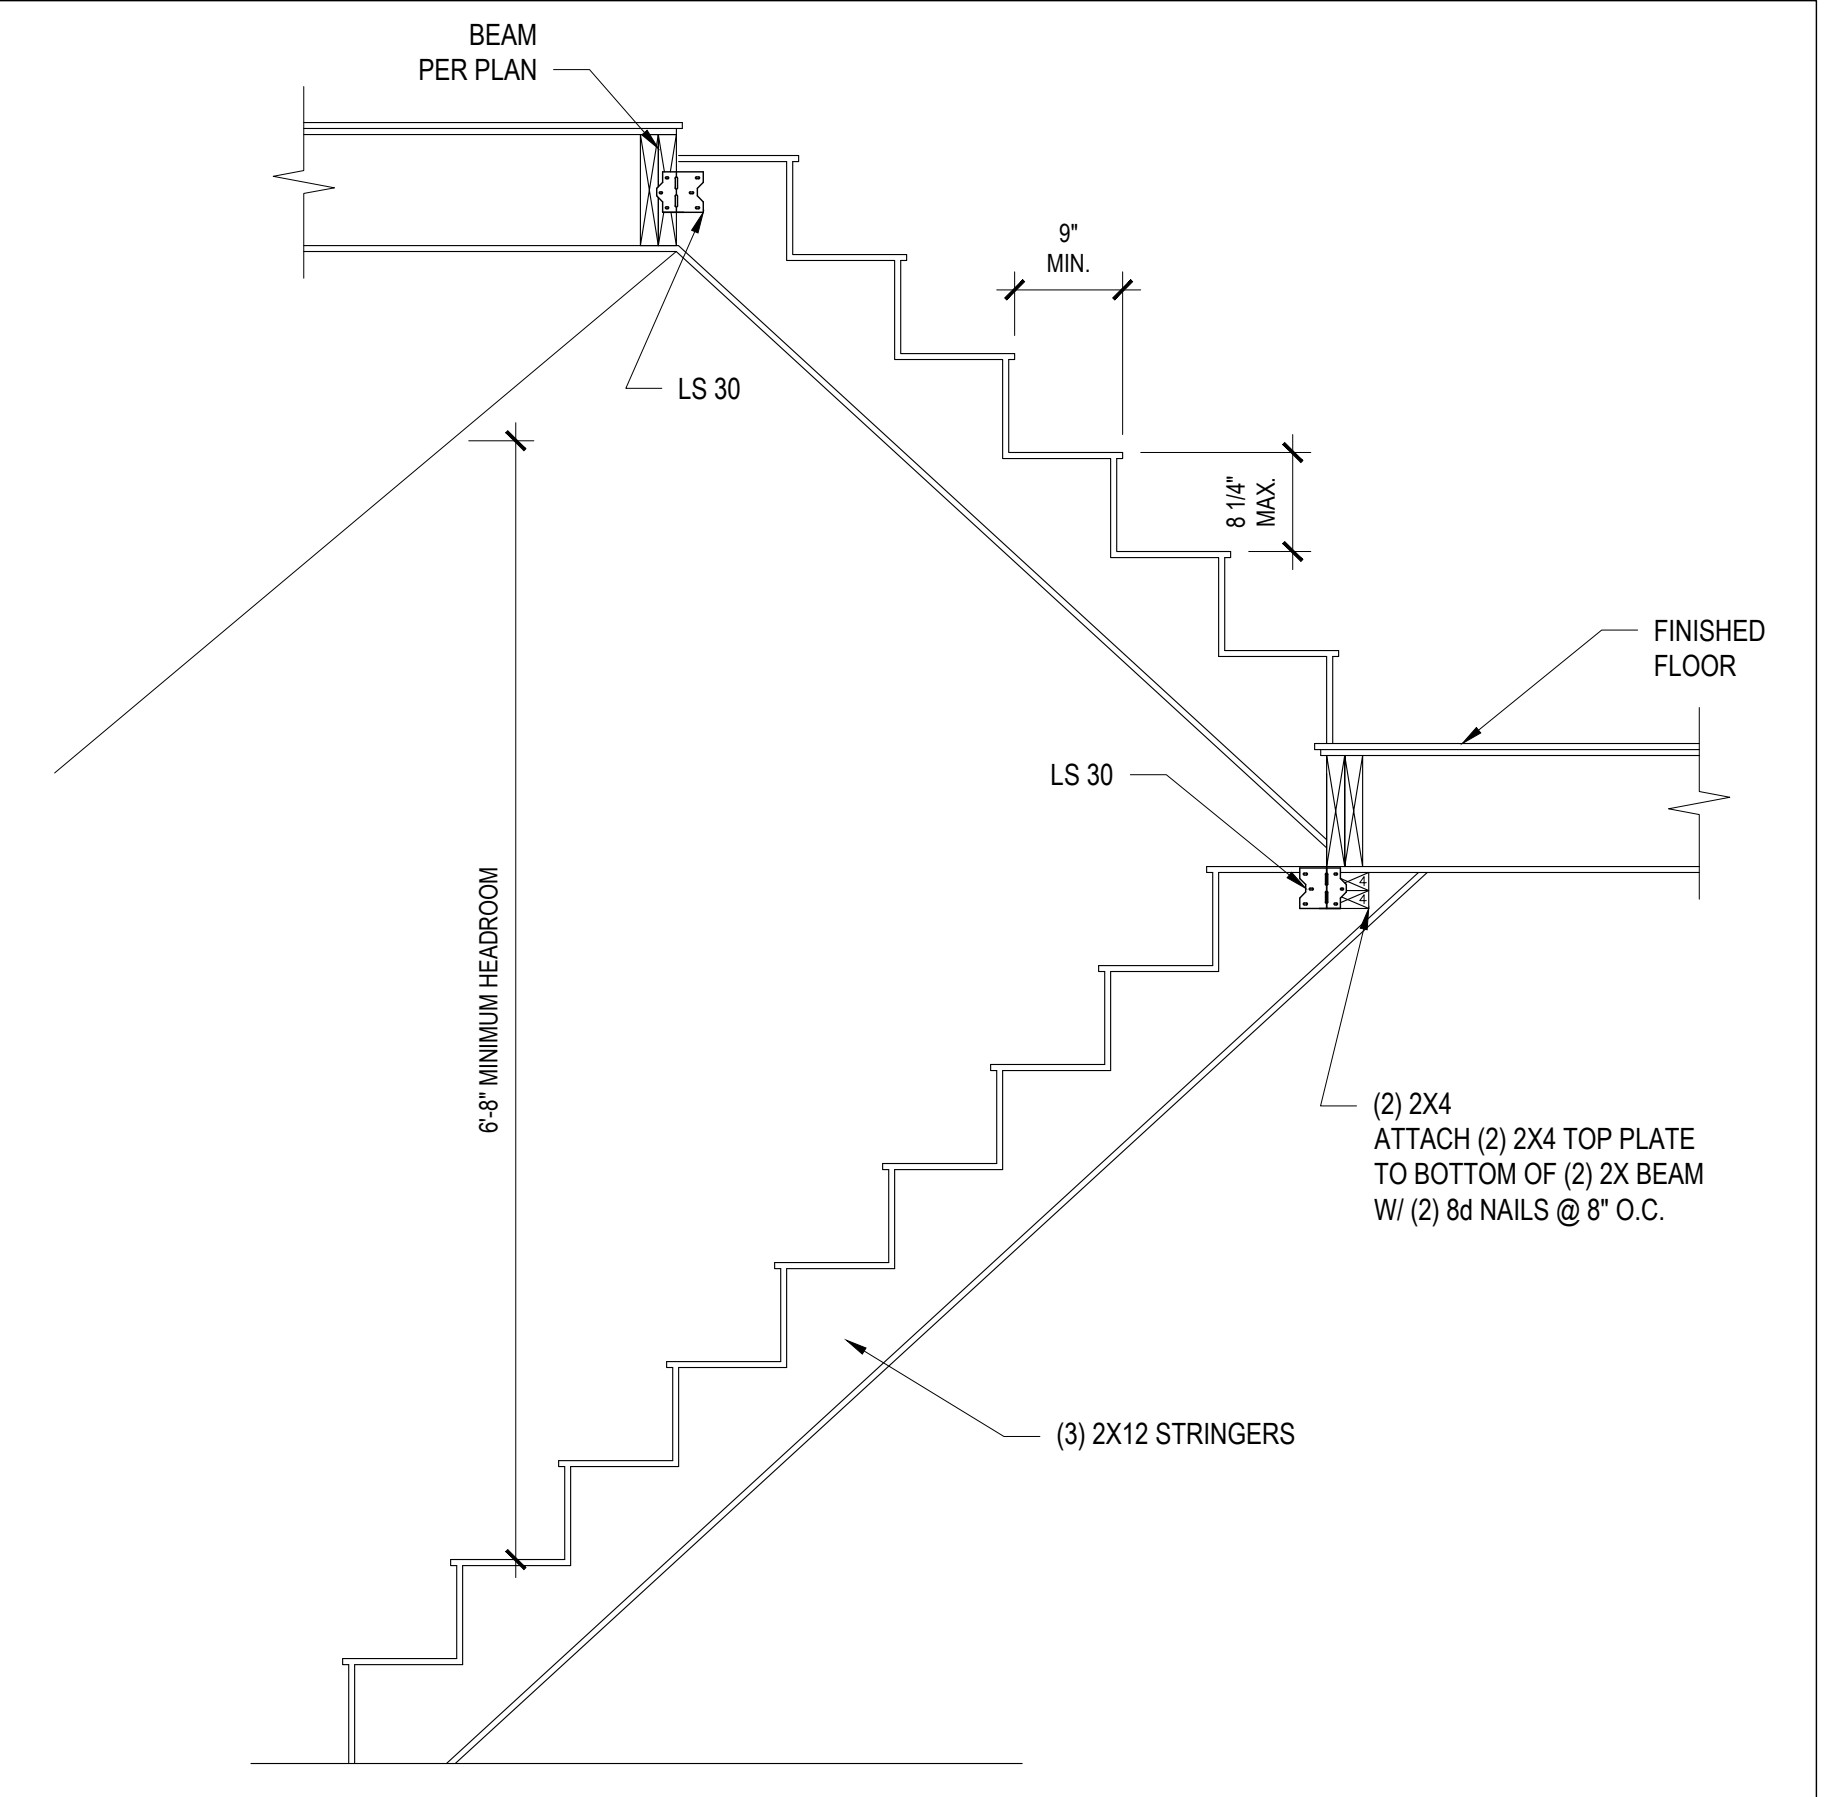 BEAM
PER PLAN
9"
MIN.
LS 30
8 1/4"
MAX.
FINISHED
FLOOR
LS 30
4
4
6'-8" MINIMUM HEADROOM
(2) 2X4
ATTACH (2) 2X4 TOP PLATE
TO BOTTOM OF (2) 2X BEAM
W/ (2) 8d NAILS @ 8" O.C.
(3) 2X12 STRINGERS